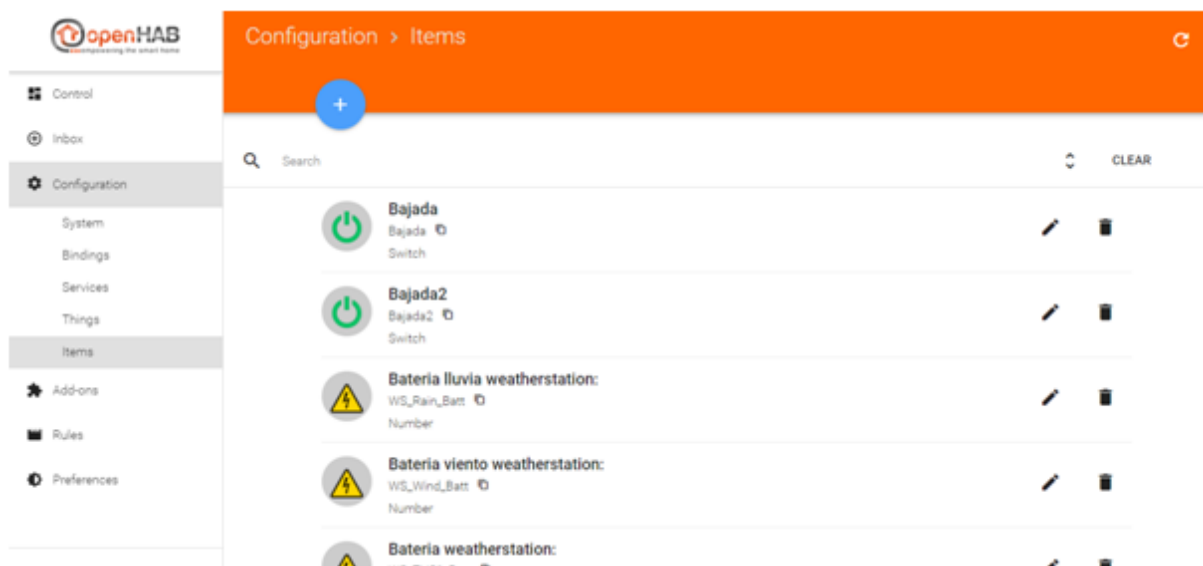 openHAB
empowering the smart home
Configuration > Items
Control
Inbox
Configuration
System
Bindings
Services
Things
Items
Add-ons
Rules
Preferences
Search
CLEAR
Bajada
Bajada
Switch
Bajada2
Bajada2
Switch
Bateria lluvia weatherstation:
WS_Rain_Batt
Number
Bateria viento weatherstation:
WS_Wind_Batt
Number
Bateria weatherstation: